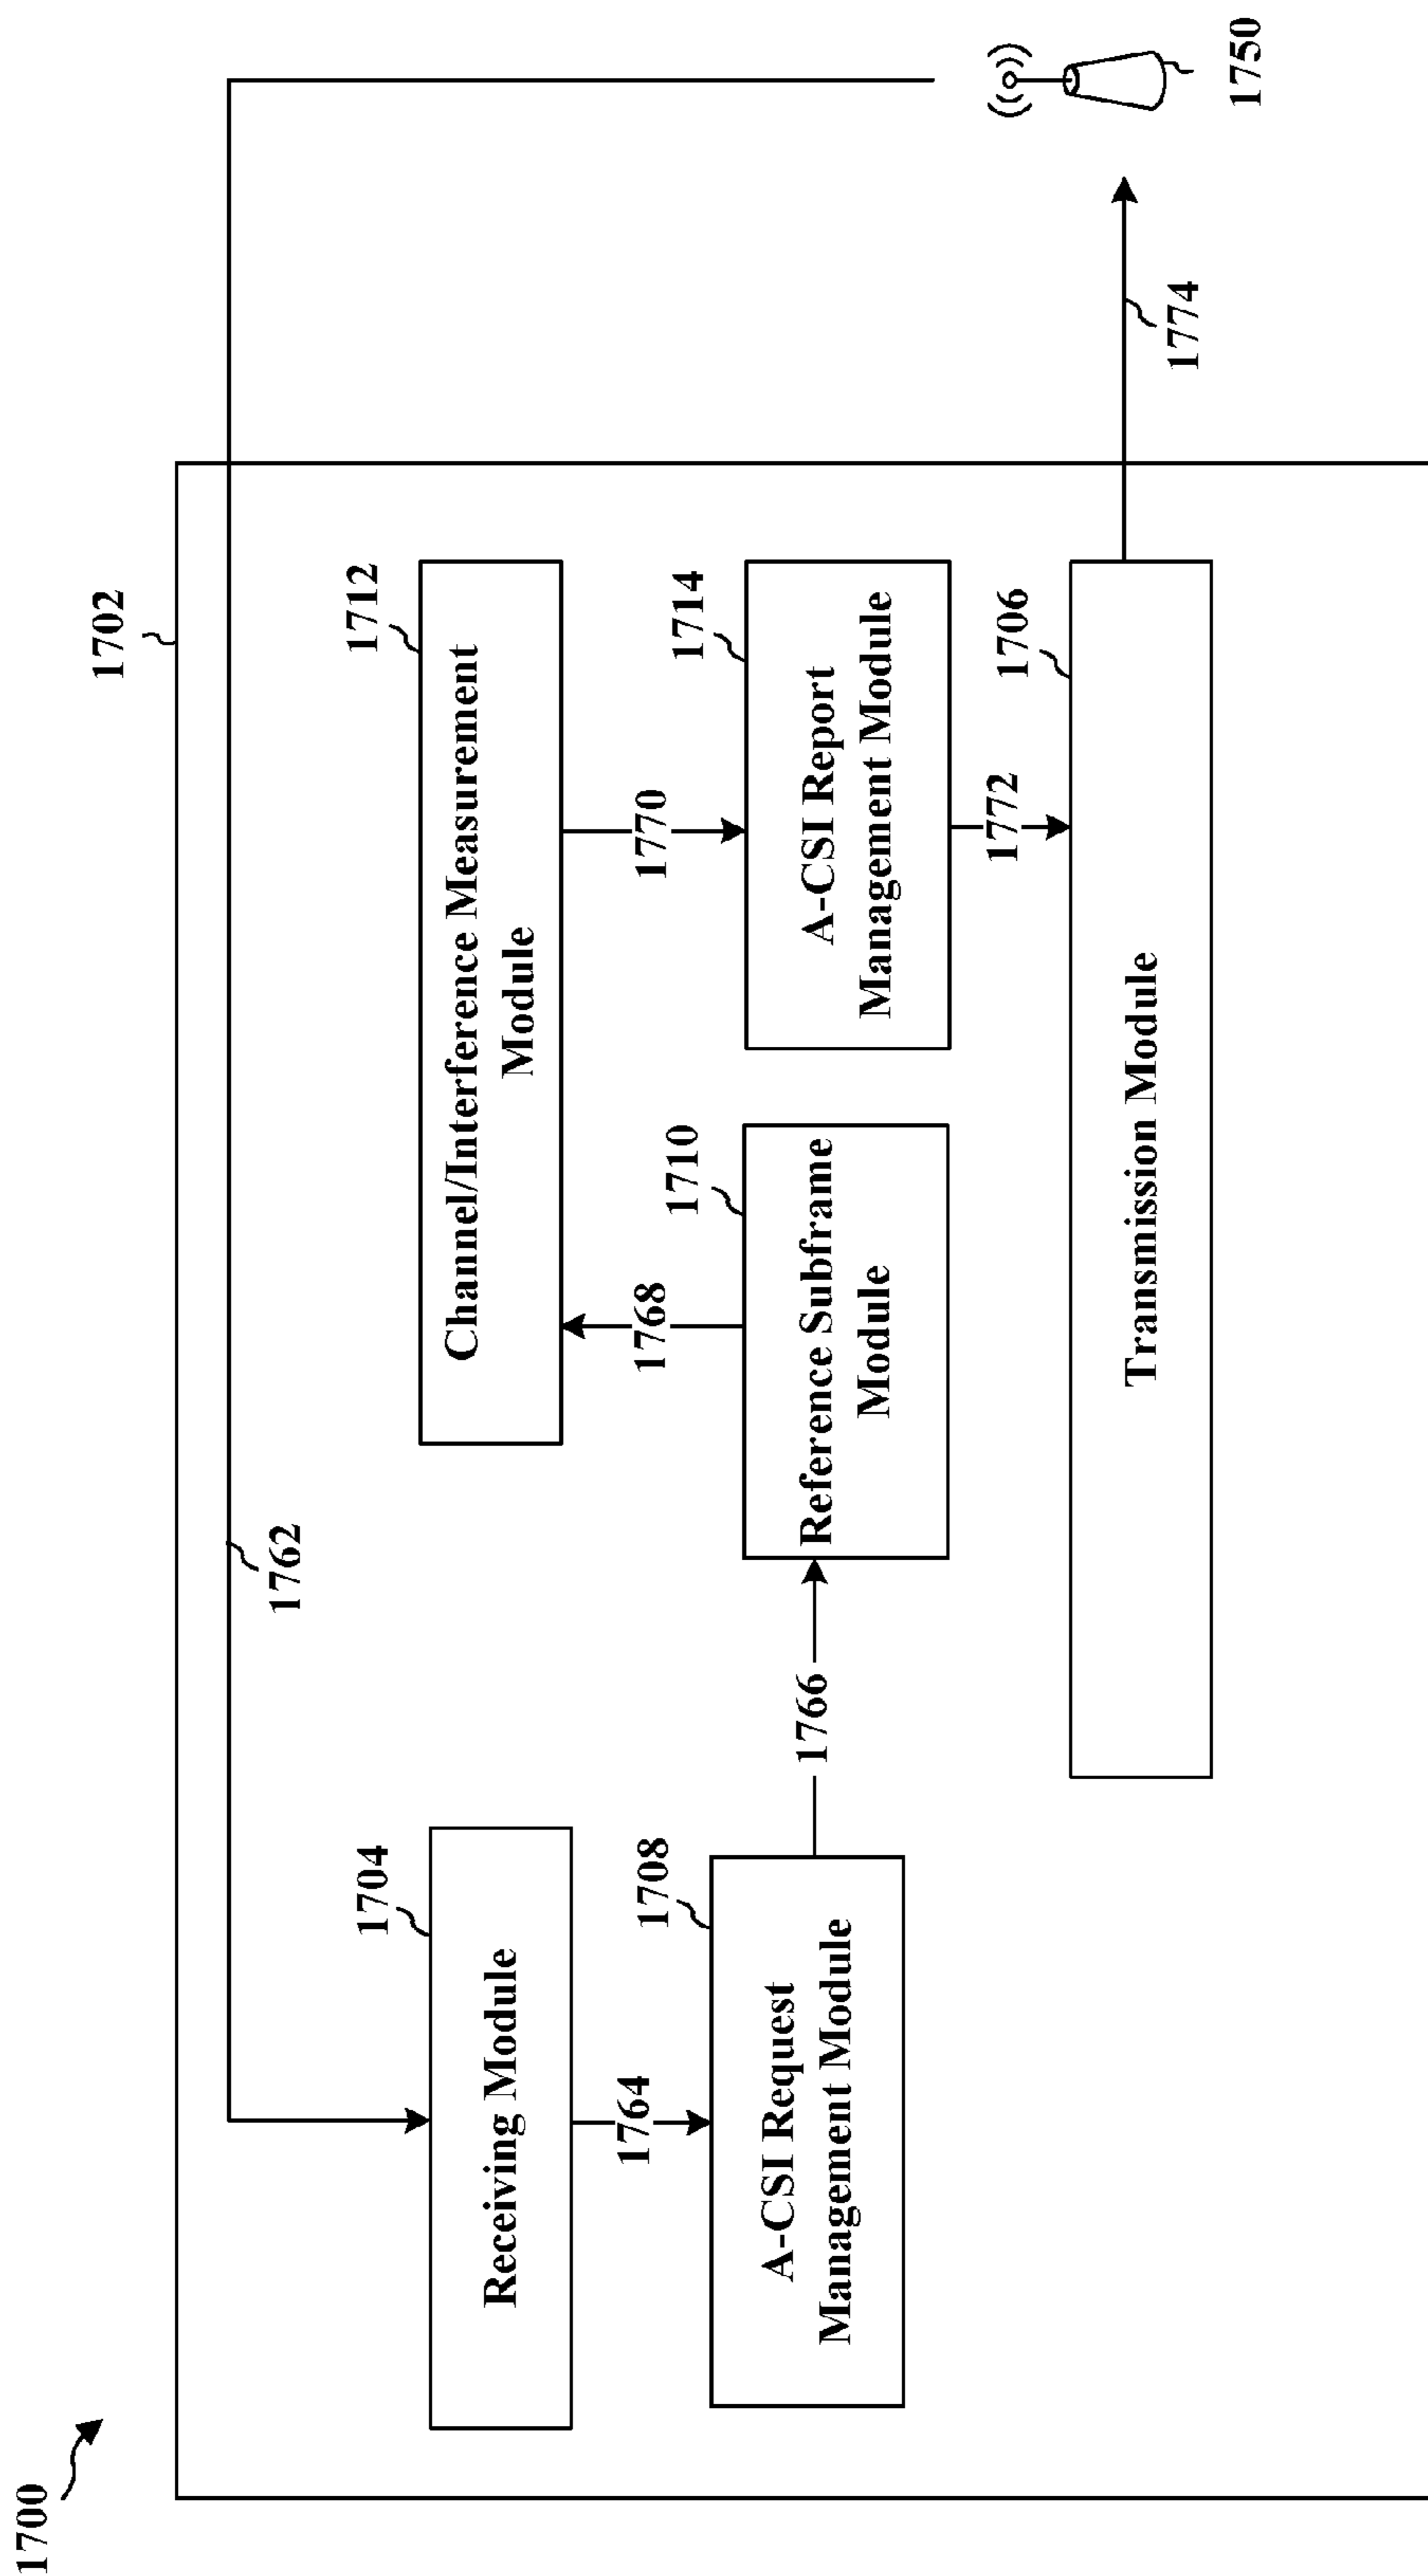 1700
1702
1762
1704
Receiving Module
1712
Channel/Interference Measurement
Module
1764
1768
1770
1708
A-CSI Request
Management Module
1766
1710
Reference Subframe
Module
1714
A-CSI Report
Management Module
1772
1706
Transmission Module
1774
1750